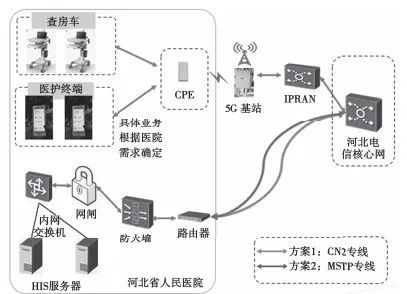 查房车
医护终端
CPE
具体业务
根据医院
需求确定
5G 基站
IPRAN
河北电
信核心网
网闸
内网
交换机
防火墙
路由器
HIS服务器
河北省人民医院
方案1：CN2专线
方案2：MSTP专线